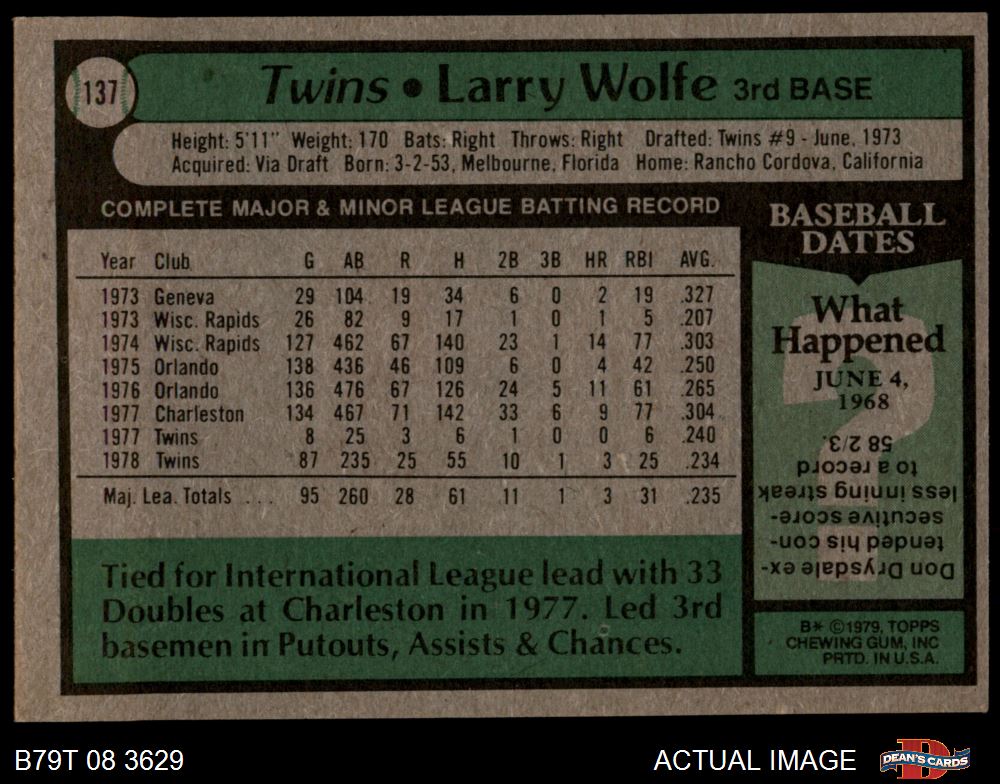 137
Twins • Larry Wolfe 3rd BASE
Height: 5'11" Weight: 170 Bats: Right Throws: Right Drafted: Twins #9 - June, 1973
Acquired: Via Draft Born: 3-2-53, Melbourne, Florida Home: Rancho Cordova, California
COMPLETE MAJOR & MINOR LEAGUE BATTING RECORD
Year Club G AB R H 2B 3B HR RBI AVG.
1973 Geneva 29 104 19 34 6 0 2 19 .327
1973 Wisc. Rapids 26 82 9 17 1 0 1 5 .207
1974 Wisc. Rapids 127 462 67 140 23 1 14 77 .303
1975 Orlando 138 436 46 109 6 0 4 42 .250
1976 Orlando 136 476 67 126 24 5 11 61 .265
1977 Charleston 134 467 71 142 33 6 9 77 .304
1977 Twins 8 25 3 6 1 0 0 6 .240
1978 Twins 87 235 25 55 10 1 3 25 .234
Maj. Lea. Totals ... 95 260 28 61 11 1 3 31 .235
Tied for International League lead with 33
Doubles at Charleston in 1977. Led 3rd
basemen in Putouts, Assists & Chances.
BASEBALL
DATES
What
Happened
JUNE 4,
1968
?
Don Drysdale ex-
tended his con-
secutive score-
less inning streak
to a record
58 2/3.
B* ©1979, TOPPS
CHEWING GUM, INC
PRTD. IN U.S.A.
B79T 08 3629
ACTUAL IMAGE
D
DEAN'S CARDS